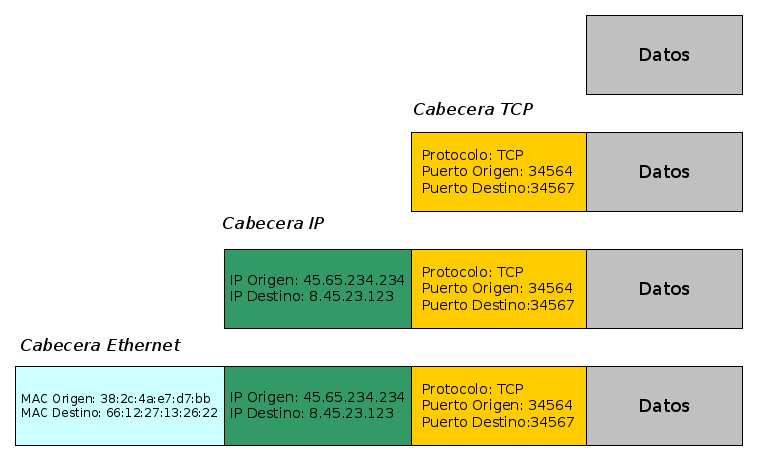 Datos
Cabecera TCP
Protocolo: TCP
Puerto Origen: 34564
Puerto Destino:34567
Datos
Cabecera IP
IP Origen: 45.65.234.234
IP Destino: 8.45.23.123
Protocolo: TCP
Puerto Origen: 34564
Puerto Destino:34567
Datos
Cabecera Ethernet
MAC Origen: 38:2c:4a:e7:d7:bb
MAC Destino: 66:12:27:13:26:22
IP Origen: 45.65.234.234
IP Destino: 8.45.23.123
Protocolo: TCP
Puerto Origen: 34564
Puerto Destino:34567
Datos